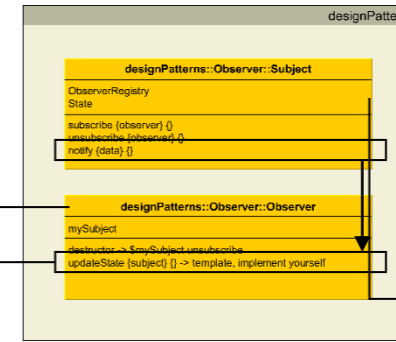 designPatte
designPatterns::Observer::Subject
ObserverRegistry
State
subscribe {observer} {}
unsubscribe {observer} {}
notify {data} {}
designPatterns::Observer::Observer
mySubject
destructor -> $mySubject unsubscribe
updateState {subject} {} -> template, implement yourself